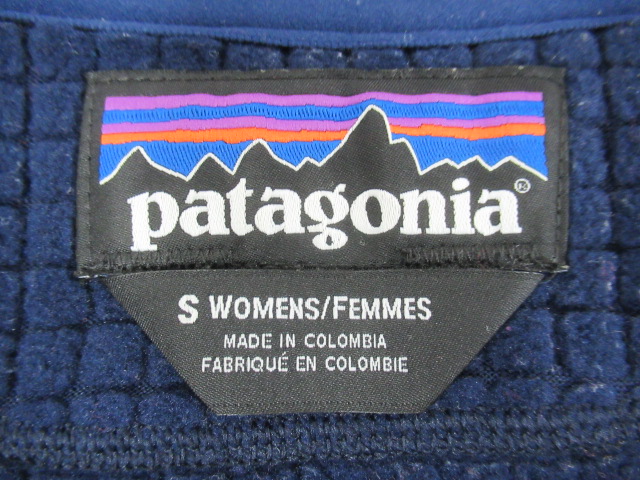 patagonia®
S WOMENS/FEMMES
MADE IN COLOMBIA
FABRIQUÉ EN COLOMBIE